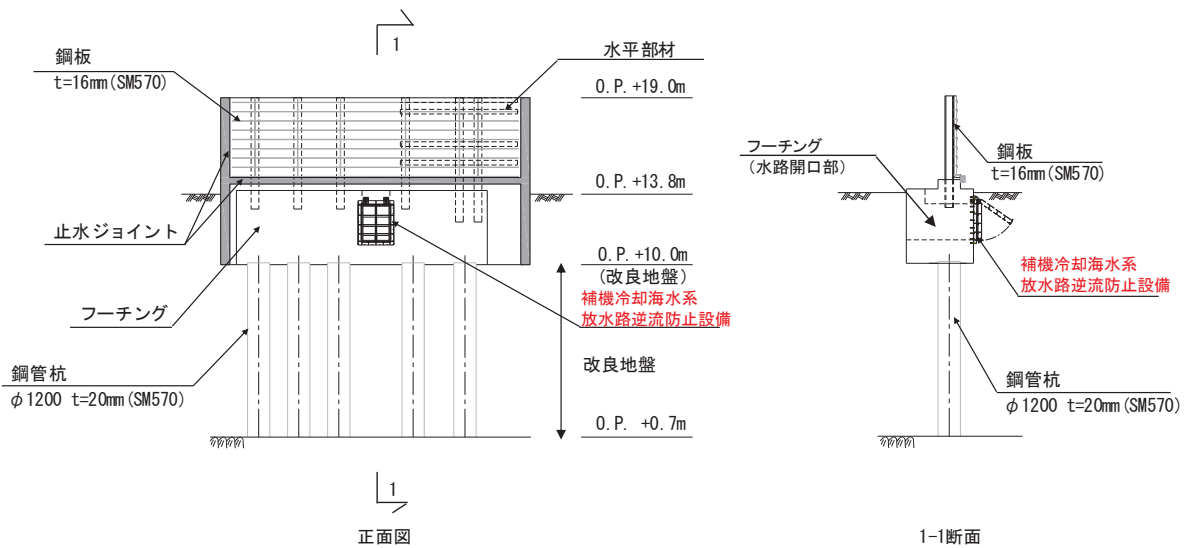 1
鋼板
t=16mm(SM570)
水平部材
O.P.+19.0m
O.P.+13.8m
止水ジョイント
O.P.+10.0m
(改良地盤)
補機冷却海水系
放水路逆流防止設備
フーチング
改良地盤
鋼管杭
φ1200 t=20mm(SM570)
O.P. +0.7m
1
正面図
フーチング
(水路開口部)
鋼板
t=16mm(SM570)
補機冷却海水系
放水路逆流防止設備
鋼管杭
φ1200 t=20mm(SM570)
1-1断面